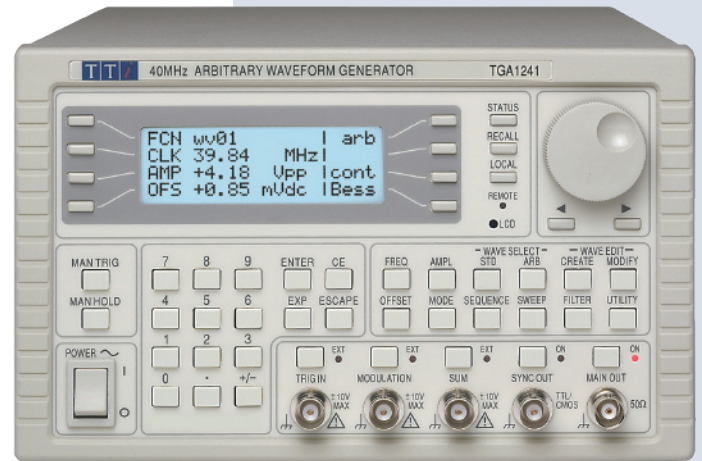 TTi 40MHz ARBITRARY WAVEFORM GENERATOR TGA1241
FCN wv01 | arb
CLK 39.84 MHz|
AMP +4.18 Vpp |cont
OFS +0.85 mVdc |Bess
STATUS
RECALL
LOCAL
REMOTE
LCD
MAN TRIG
MAN HOLD
7 8 9 ENTER CE
4 5 6 EXP ESCAPE
1 2 3
0 . +/-
WAVE SELECT WAVE EDIT
FREQ AMPL STD ARB CREATE MODIFY
OFFSET MODE SEQUENCE SWEEP FILTER UTILITY
POWER
I
O
EXT EXT EXT ON ON
TRIG IN MODULATION SUM SYNC OUT MAIN OUT
±10V MAX
±10V MAX
±10V MAX
TTL/CMOS
50Ω